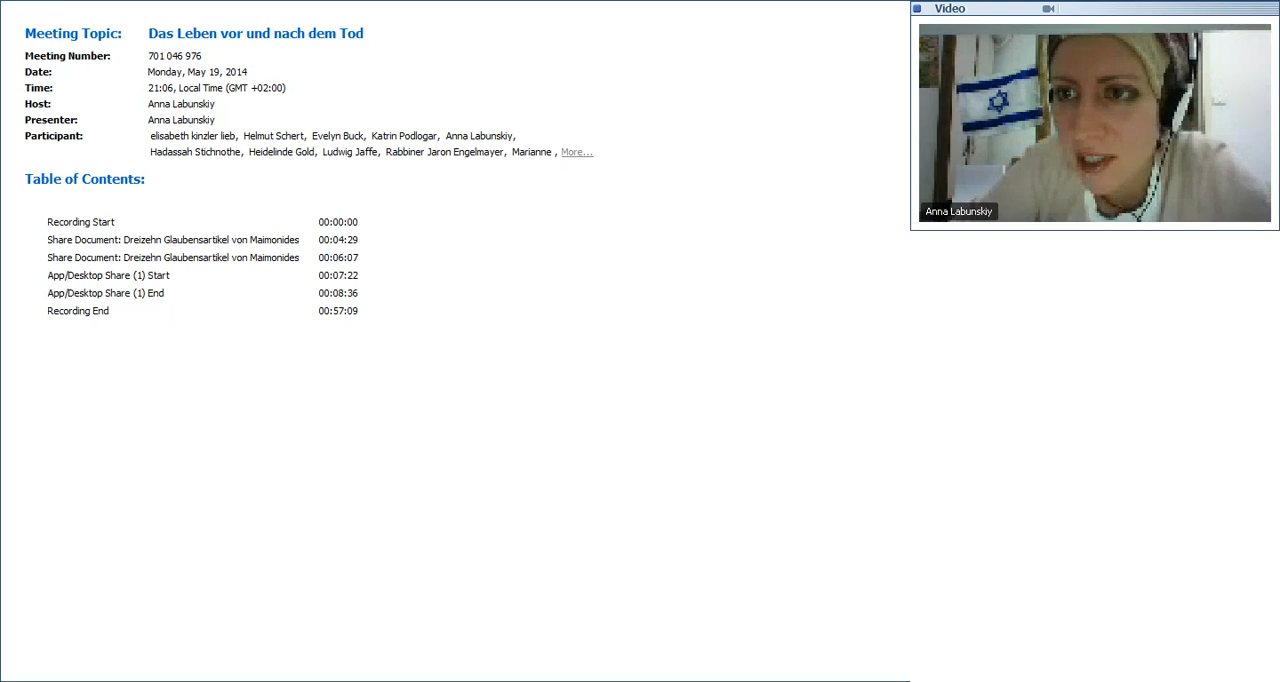 Meeting Topic: Das Leben vor und nach dem Tod
Meeting Number: 701 046 976
Date: Monday, May 19, 2014
Time: 21:06, Local Time (GMT +02:00)
Host: Anna Labunskiy
Presenter: Anna Labunskiy
Participant: elisabeth kinzler lieb, Helmut Schert, Evelyn Buck, Katrin Podlogar, Anna Labunskiy,
Hadassah Stichnothe, Heidelinde Gold, Ludwig Jaffe, Rabbiner Jaron Engelmayer, Marianne , More...
Table of Contents:
Recording Start 00:00:00
Share Document: Dreizehn Glaubensartikel von Maimonides 00:04:29
Share Document: Dreizehn Glaubensartikel von Maimonides 00:06:07
App/Desktop Share (1) Start 00:07:22
App/Desktop Share (1) End 00:08:36
Recording End 00:57:09
Video
Anna Labunskiy